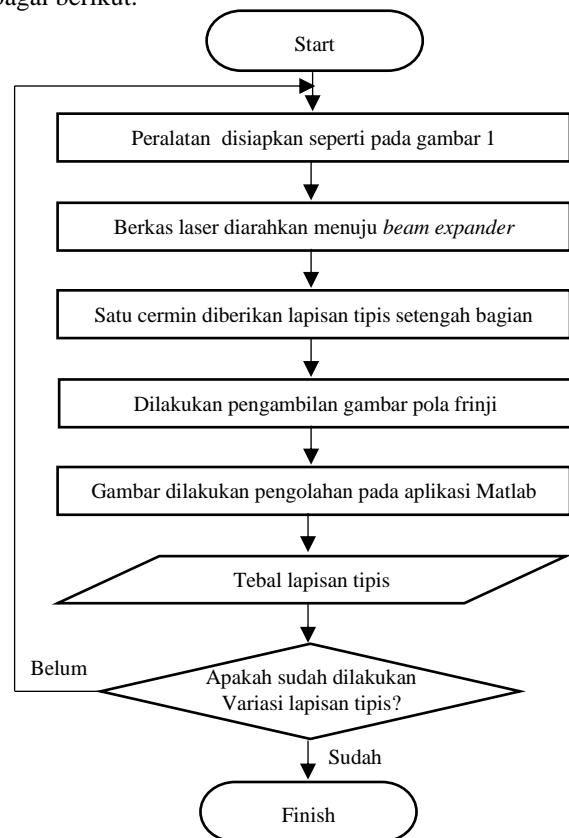 bagai berikut:
Start
Peralatan disiapkan seperti pada gambar 1
Berkas laser diarahkan menuju beam expander
Satu cermin diberikan lapisan tipis setengah bagian
Dilakukan pengambilan gambar pola frinji
Gambar dilakukan pengolahan pada aplikasi Matlab
Tebal lapisan tipis
Belum
Apakah sudah dilakukan
Variasi lapisan tipis?
Sudah
Finish